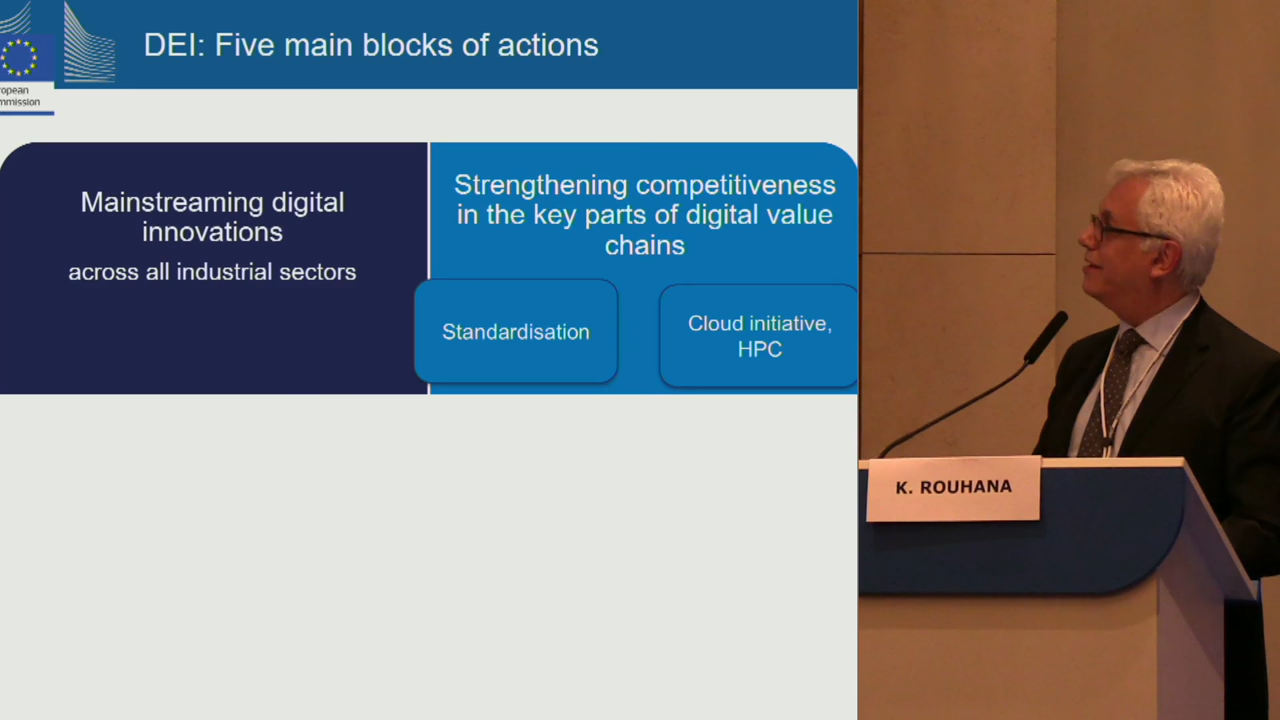 DEI: Five main blocks of actions
ropean
mmission
Mainstreaming digital
innovations
across all industrial sectors
Strengthening competitiveness
in the key parts of digital value
chains
Standardisation
Cloud initiative,
HPC
K. ROUHANA